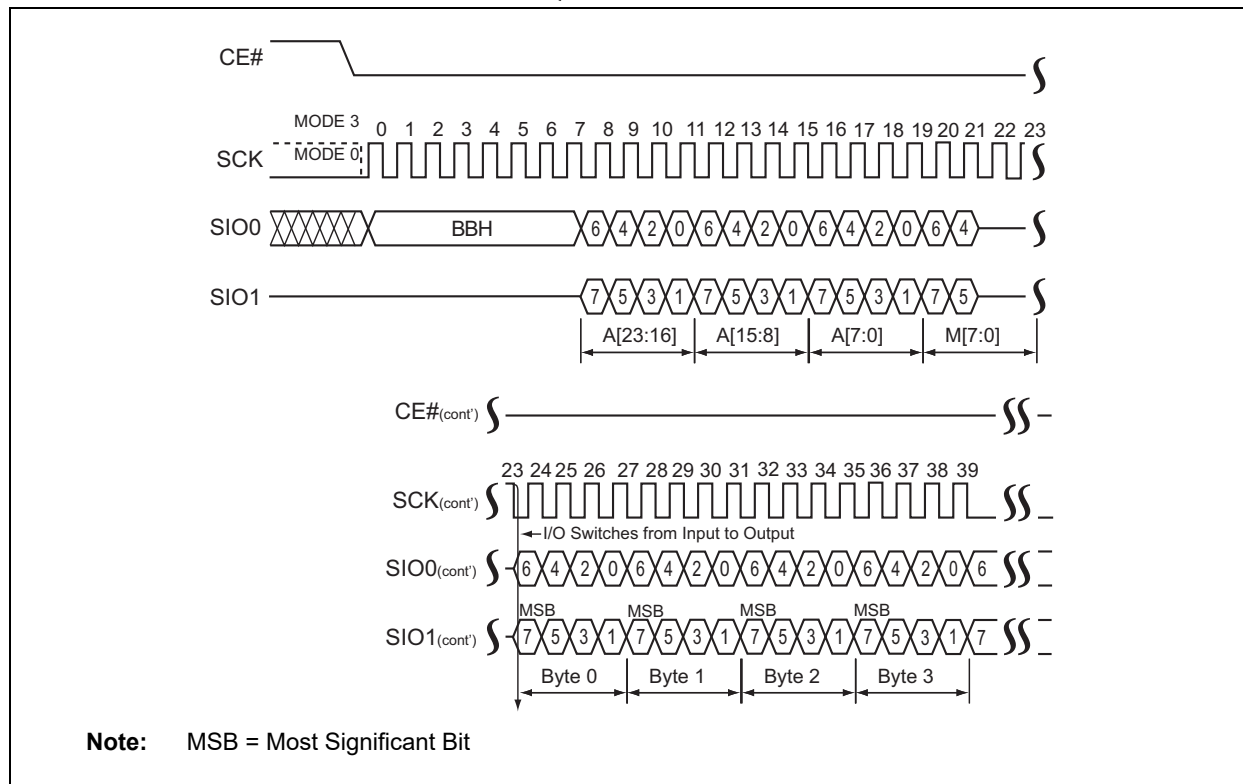 CE#
MODE 3
0 1 2 3 4 5 6 7 8 9 10 11 12 13 14 15 16 17 18 19 20 21 22 23
SCK
MODE 0
SIO0
BBH
6 4 2 0 6 4 2 0 6 4 2 0 6 4
SIO1
7 5 3 1 7 5 3 1 7 5 3 1 7 5
A[23:16] A[15:8] A[7:0] M[7:0]
CE#(cont')
23 24 25 26 27 28 29 30 31 32 33 34 35 36 37 38 39
SCK(cont')
I/O Switches from Input to Output
SIO0(cont')
6 4 2 0 6 4 2 0 6 4 2 0 6 4 2 0 6
MSB MSB MSB MSB
SIO1(cont')
7 5 3 1 7 5 3 1 7 5 3 1 7 5 3 1 7
Byte 0 Byte 1 Byte 2 Byte 3
Note: MSB = Most Significant Bit